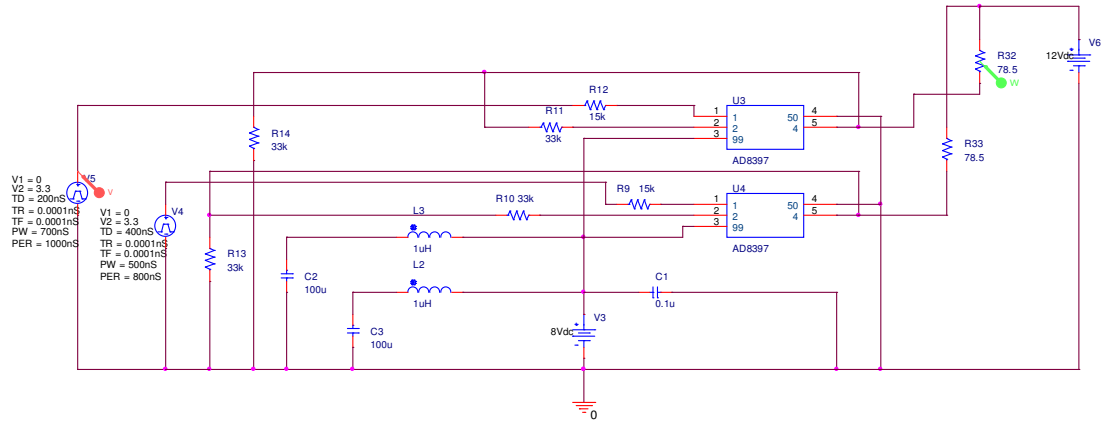 V6
12Vdc
R32
78.5
W
U3
R12
15k
R11
33k
1
2
3
1
2
99
50
4
4
5
AD8397
R14
33k
R33
78.5
V5
V
V1 = 0
V2 = 3.3
TD = 200nS
TR = 0.0001nS
TF = 0.0001nS
PW = 700nS
PER = 1000nS
V4
V1 = 0
V2 = 3.3
TD = 400nS
TR = 0.0001nS
TF = 0.0001nS
PW = 500nS
PER = 800nS
R9 15k
R10 33k
U4
1
2
3
1
2
99
50
4
4
5
AD8397
L3
1uH
R13
33k
L2
1uH
C2
100u
C1
0.1u
C3
100u
V3
8Vdc
0